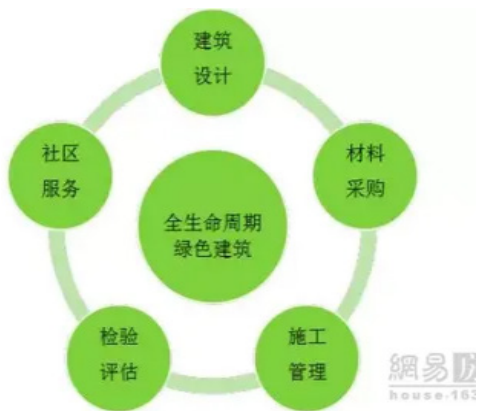 建筑
设计
材料
采购
施工
管理
检验
评估
社区
服务
全生命周期
绿色建筑
網易
house·163